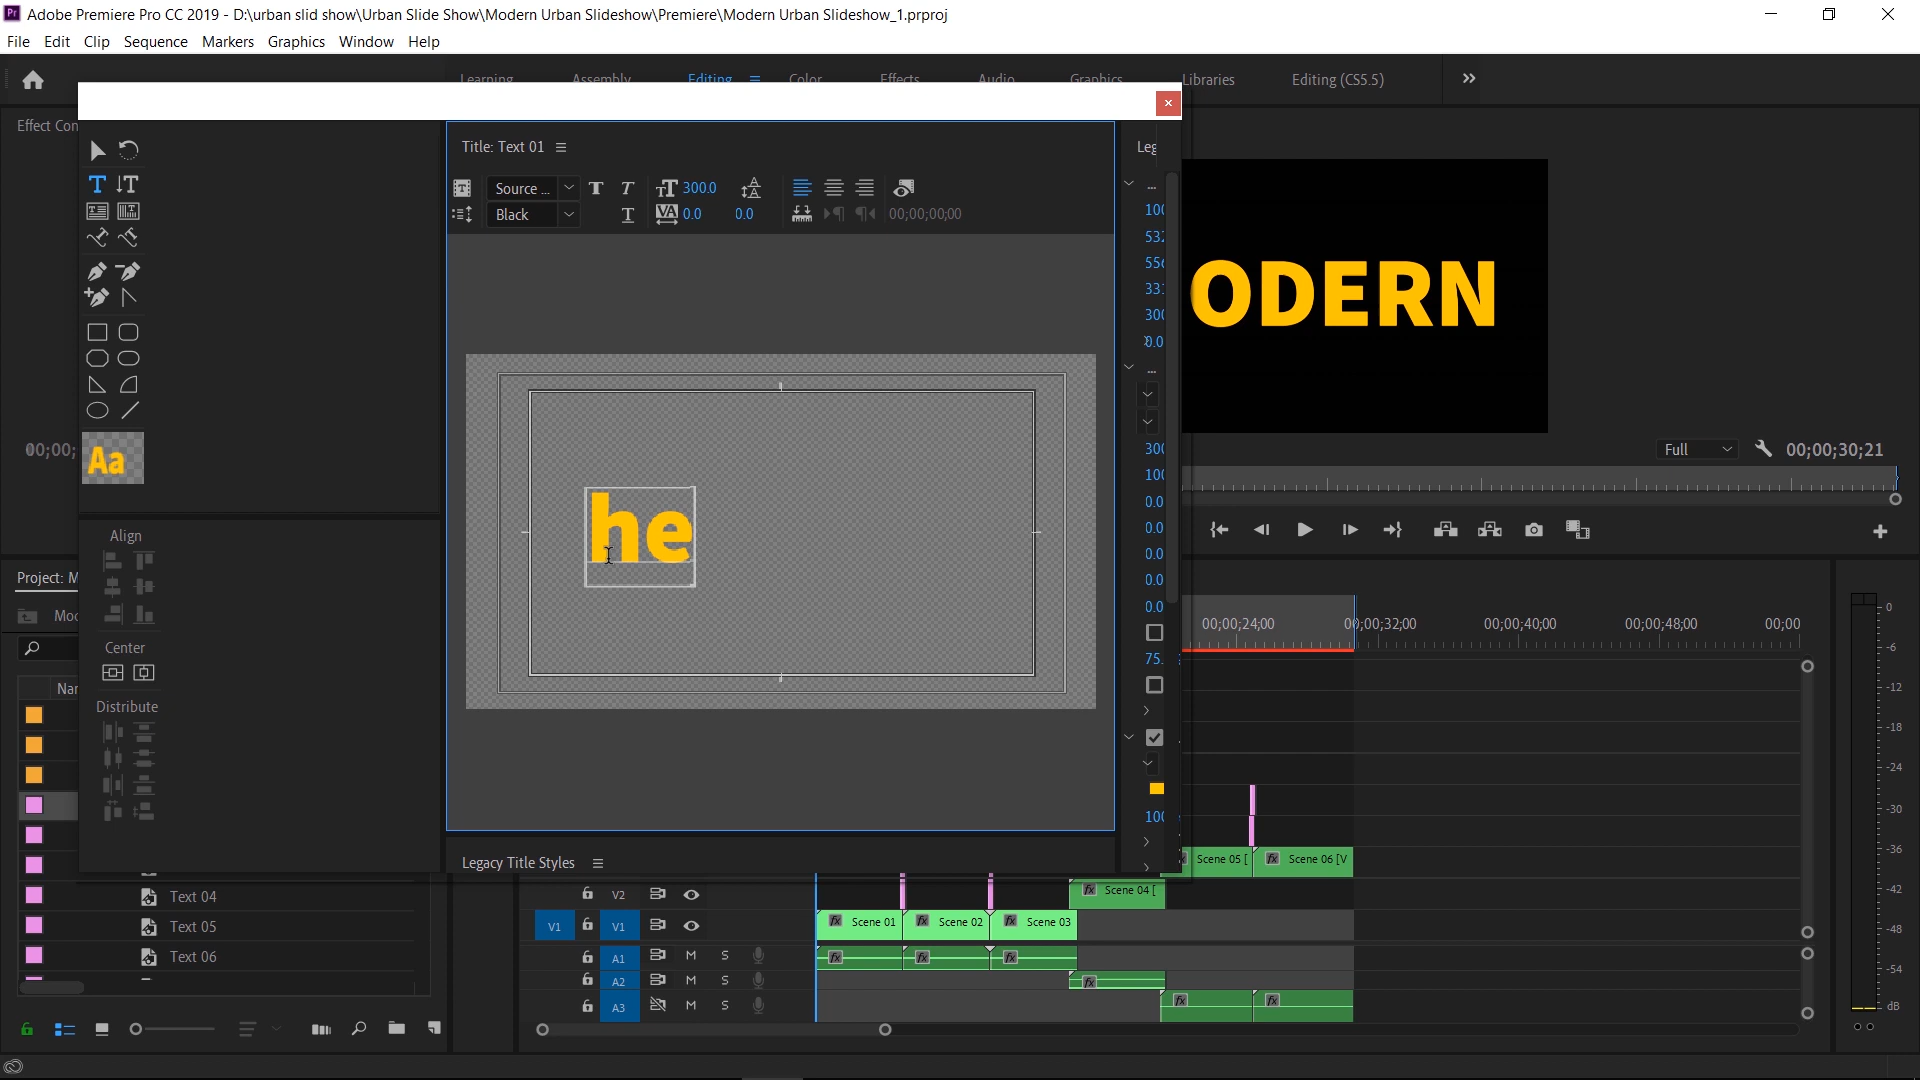 Adobe Premiere Pro CC 2019 - D:\urban slid show\Urban Slide Show\Modern Urban Slideshow\Premiere\Modern Urban Slideshow_1.prproj
File Edit Clip Sequence Markers Graphics Window Help
Learning Assembly Editing Color Effects Audio Graphics Libraries Editing (CS5.5)
Effect Con
Title: Text 01
Leg
Source ...
300.0
Black
0.0 0.0
00;00;00;00
ODERN
he
Aa
00;00;
Full
00;00;30;21
Align
Center
Distribute
Project: M
Moc
Nar
Text 04
Text 05
Text 06
Legacy Title Styles
...
100
532
556
331
300
0.0
...
300
100
0.0
0.0
0.0
0.0
0.0
75.
100
00;00;24;00 00;00;32;00 00;00;40;00 00;00;48;00 00;00
Scene 05 [ Scene 06 [V
V2
Scene 04 [
V1 V1
Scene 01 Scene 02 Scene 03
A1 M S
A2 M S
A3 M S
0
-6
-12
-18
-24
-30
-36
-42
-48
-54
dB